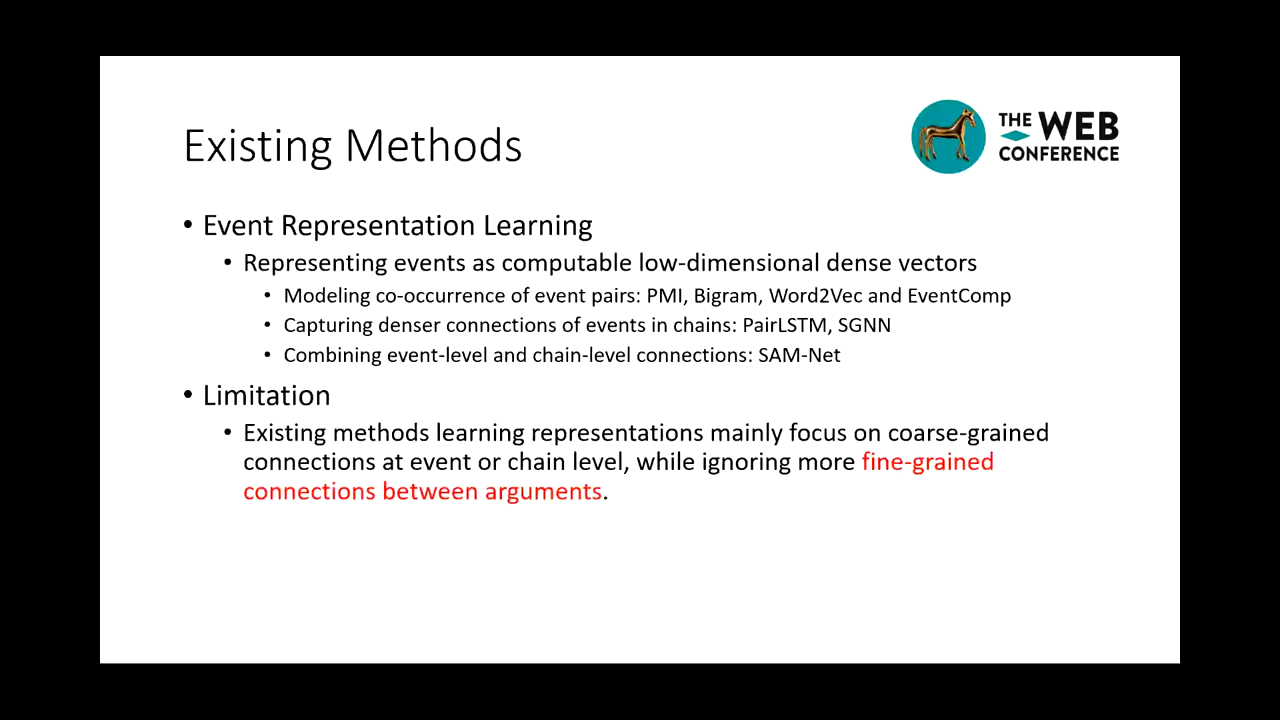 Existing Methods
THE WEB
CONFERENCE
• Event Representation Learning
• Representing events as computable low-dimensional dense vectors
• Modeling co-occurrence of event pairs: PMI, Bigram, Word2Vec and EventComp
• Capturing denser connections of events in chains: PairLSTM, SGNN
• Combining event-level and chain-level connections: SAM-Net
• Limitation
• Existing methods learning representations mainly focus on coarse-grained
connections at event or chain level, while ignoring more fine-grained
connections between arguments.